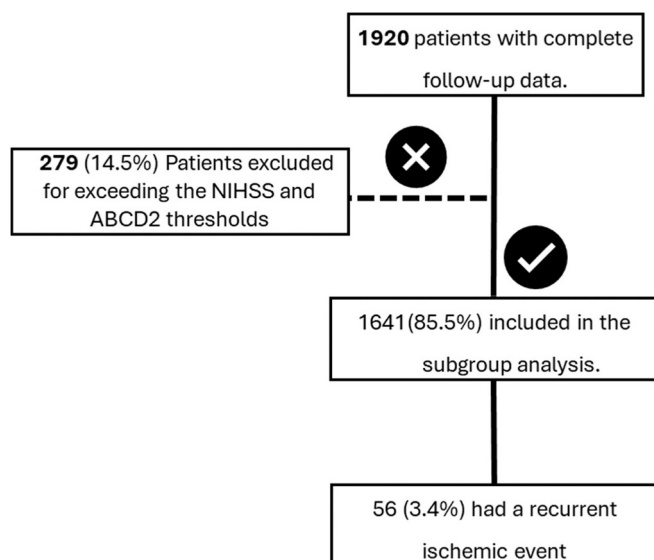 1920 patients with complete
follow-up data.
279 (14.5%) Patients excluded
for exceeding the NIHSS and
ABCD2 thresholds
1641(85.5%) included in the
subgroup analysis.
56 (3.4%) had a recurrent
ischemic event